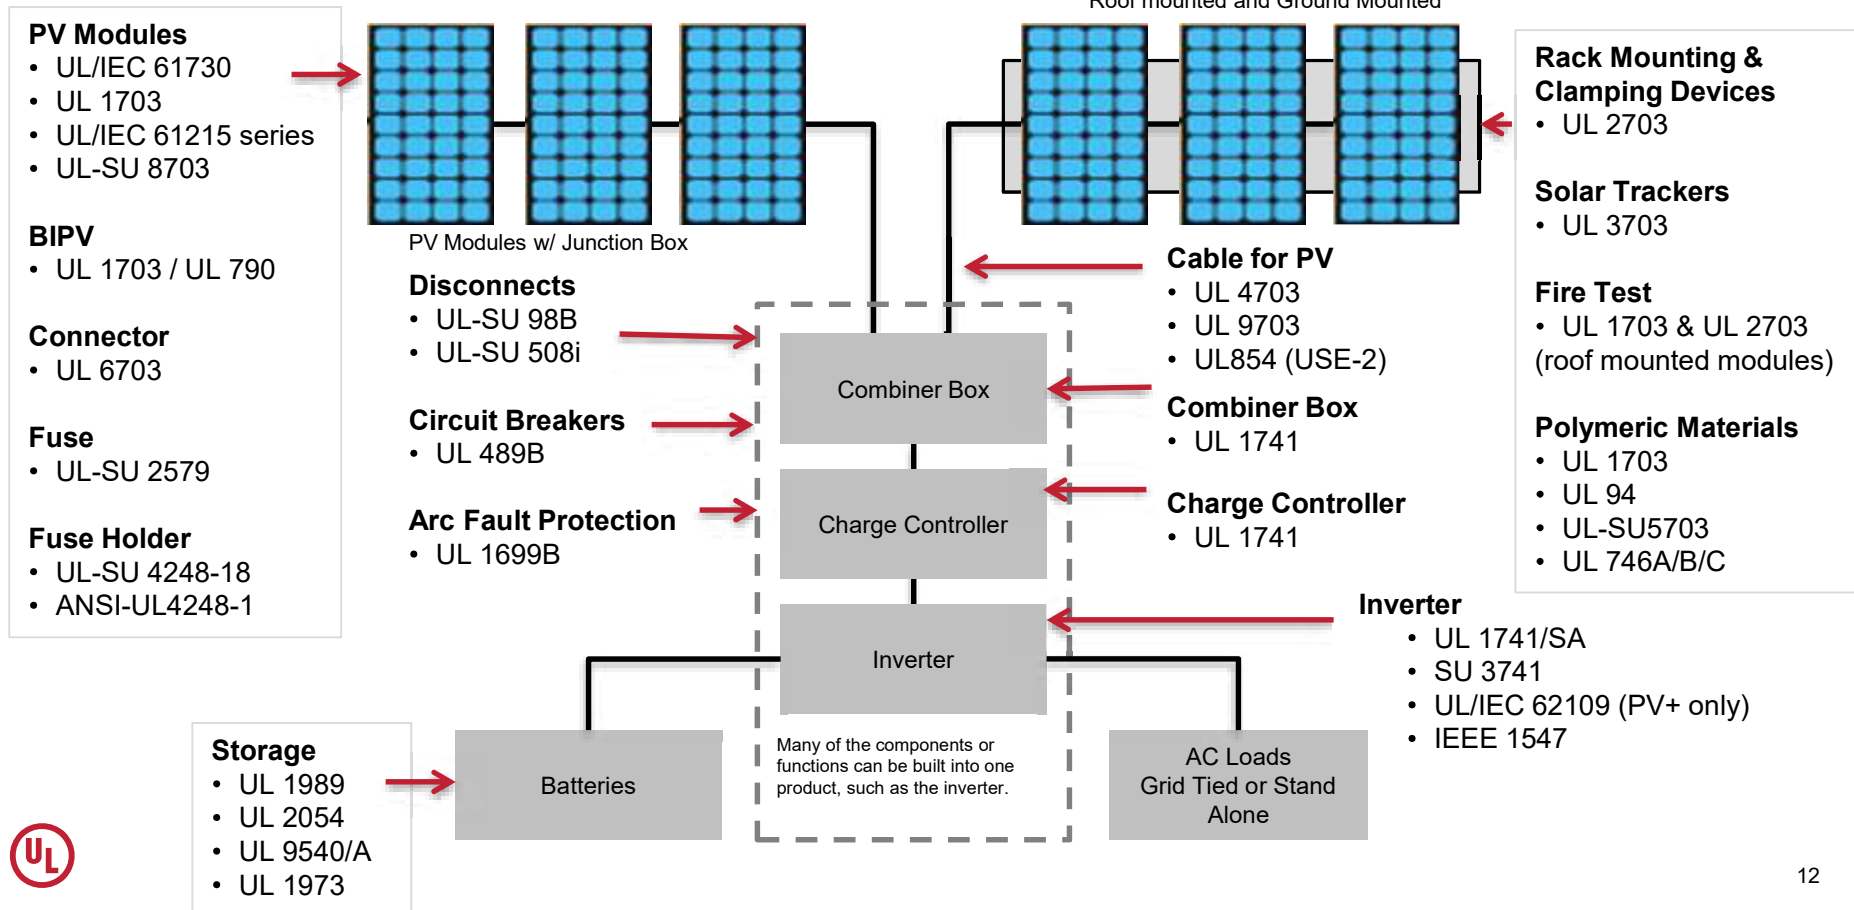 Roof mounted and Ground Mounted
PV Modules
• UL/IEC 61730
• UL 1703
• UL/IEC 61215 series
• UL-SU 8703
BIPV
• UL 1703 / UL 790
Connector
• UL 6703
Fuse
• UL-SU 2579
Fuse Holder
• UL-SU 4248-18
• ANSI-UL4248-1
PV Modules w/ Junction Box
Disconnects
• UL-SU 98B
• UL-SU 508i
Circuit Breakers
• UL 489B
Arc Fault Protection
• UL 1699B
Combiner Box
Charge Controller
Inverter
Many of the components or
functions can be built into one
product, such as the inverter.
Cable for PV
• UL 4703
• UL 9703
• UL854 (USE-2)
Combiner Box
• UL 1741
Charge Controller
• UL 1741
Rack Mounting &
Clamping Devices
• UL 2703
Solar Trackers
• UL 3703
Fire Test
• UL 1703 & UL 2703
(roof mounted modules)
Polymeric Materials
• UL 1703
• UL 94
• UL-SU5703
• UL 746A/B/C
Inverter
• UL 1741/SA
• SU 3741
• UL/IEC 62109 (PV+ only)
• IEEE 1547
Storage
• UL 1989
• UL 2054
• UL 9540/A
• UL 1973
Batteries
AC Loads
Grid Tied or Stand
Alone
UL
12